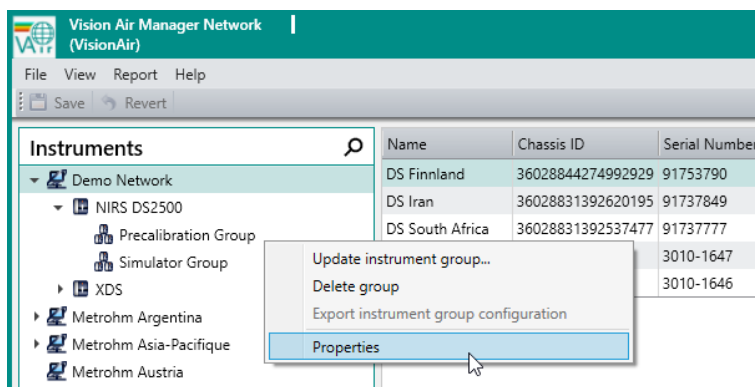 VAir
Vision Air Manager Network
(VisionAir)
File View Report Help
Save Revert
Instruments
Demo Network
NIRS DS2500
Precalibration Group
Simulator Group
XDS
Metrohm Argentina
Metrohm Asia-Pacifique
Metrohm Austria
Name Chassis ID Serial Number
DS Finnland 36028844274992929 91753790
DS Iran 36028831392620195 91737849
DS South Africa 36028831392537477 91737777
3010-1647
3010-1646
Update instrument group...
Delete group
Export instrument group configuration
Properties